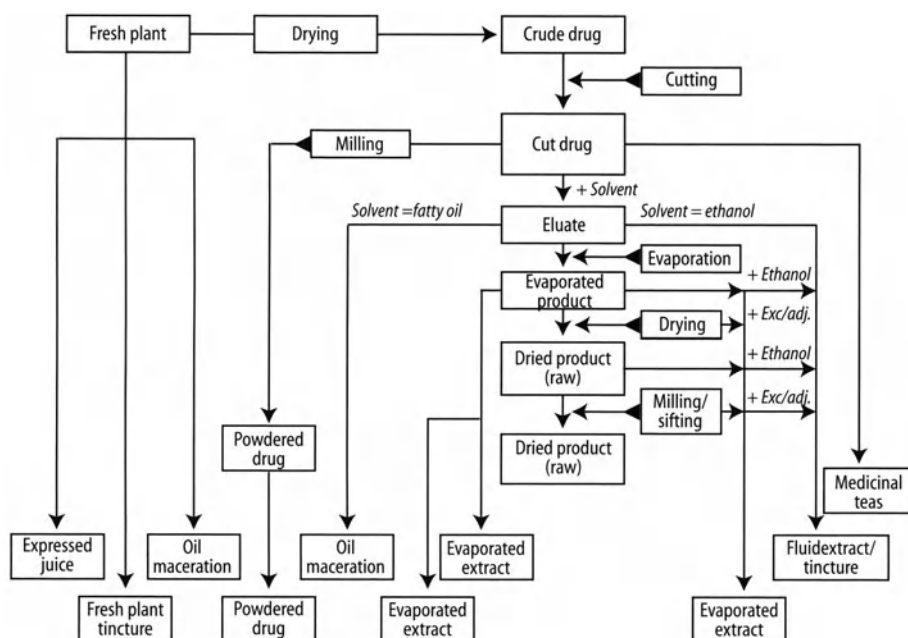 Fresh plant
Drying
Crude drug
Cutting
Milling
Cut drug
+ Solvent
Solvent =fatty oil
Solvent = ethanol
Eluate
Evaporation
+ Ethanol
Evaporated
product
+ Exc/adj.
Drying
+ Ethanol
Dried product
(raw)
+ Exc/adj.
Milling/
sifting
Powdered
drug
Dried product
(raw)
Medicinal
teas
Expressed
juice
Oil
maceration
Oil
maceration
Evaporated
extract
Fluidextract/
tincture
Fresh plant
tincture
Powdered
drug
Evaporated
extract
Evaporated
extract